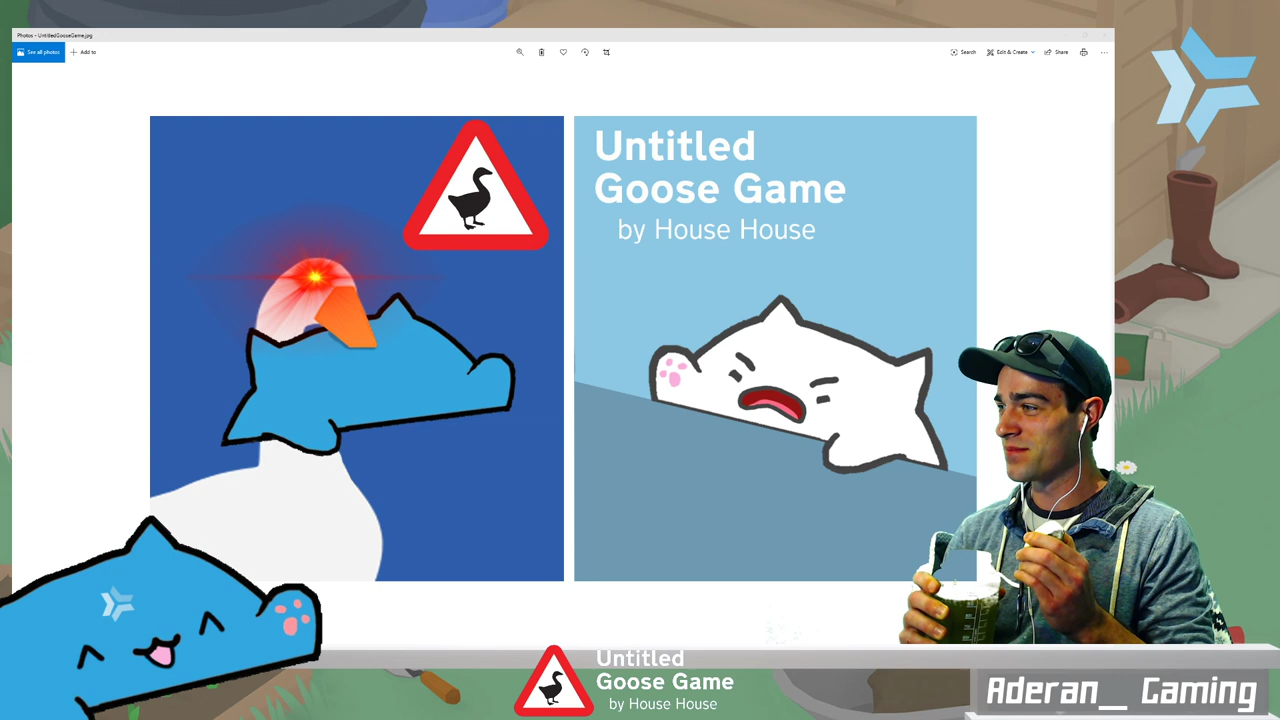 Photos - UntitledGooseGame.jpg
See all photos
Add to
Search
Edit & Create
Share
Untitled
Goose Game
by House House
Untitled
Goose Game
by House House
Aderan__ Gaming